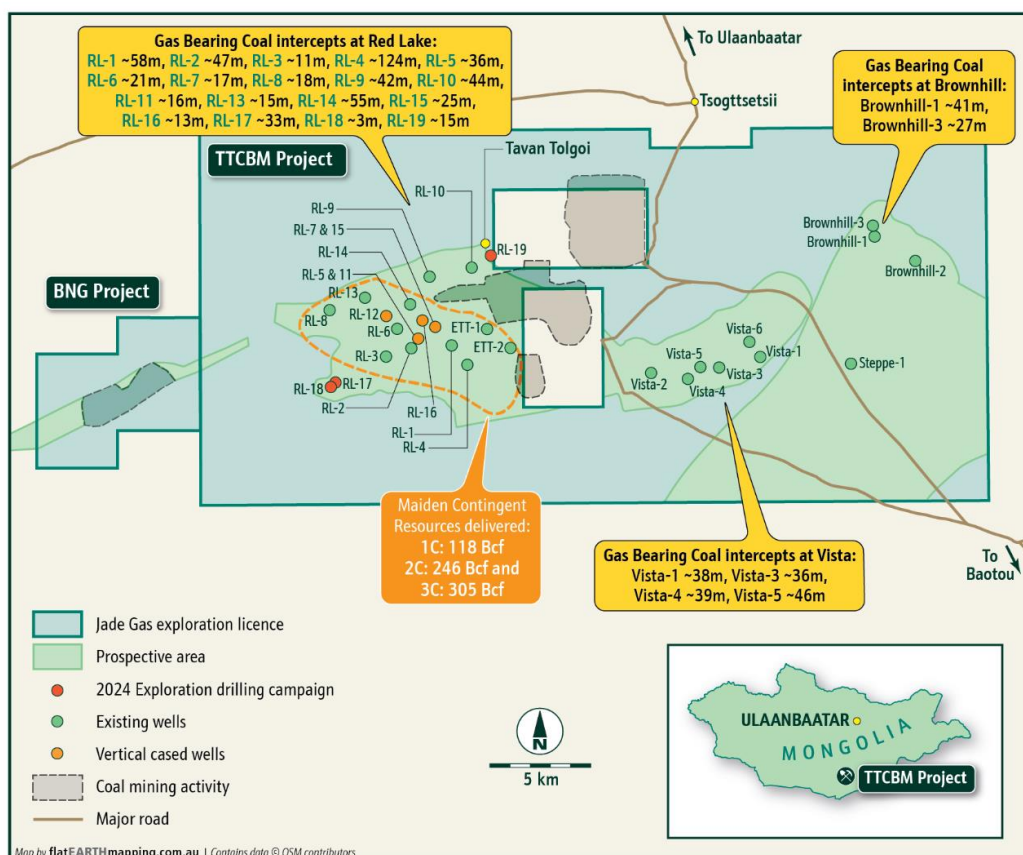 Gas Bearing Coal intercepts at Red Lake:
RL-1 ~58m, RL-2 ~47m, RL-3 ~11m, RL-4 ~124m, RL-5 ~36m,
RL-6 ~21m, RL-7 ~17m, RL-8 ~18m, RL-9 ~42m, RL-10 ~44m,
RL-11 ~16m, RL-13 ~15m, RL-14 ~55m, RL-15 ~25m,
RL-16 ~13m, RL-17 ~33m, RL-18 ~3m, RL-19 ~15m
To Ulaanbaatar
Tsogttsetsii
Gas Bearing Coal
intercepts at Brownhill:
Brownhill-1 ~41m,
Brownhill-3 ~27m
TTCBM Project
Tavan Tolgoi
RL-10
RL-9
RL-7 & 15
RL-14
RL-5 & 11
RL-19
RL-13
RL-12
RL-8
RL-6
RL-3
RL-18
RL-17
RL-2
RL-16
RL-1
RL-4
ETT-1
ETT-2
BNG Project
Brownhill-3
Brownhill-1
Brownhill-2
Vista-6
Vista-1
Vista-5
Vista-3
Vista-2
Vista-4
Steppe-1
Maiden Contingent
Resources delivered:
1C: 118 Bcf
2C: 246 Bcf and
3C: 305 Bcf
Gas Bearing Coal intercepts at Vista:
Vista-1 ~38m, Vista-3 ~36m,
Vista-4 ~39m, Vista-5 ~46m
To
Baotou
Jade Gas exploration licence
Prospective area
2024 Exploration drilling campaign
Existing wells
Vertical cased wells
Coal mining activity
Major road
N
5 km
ULAANBAATAR
MONGOLIA
TTCBM Project
Map by flatEARTHmapping.com.au | Contains data © OSM contributors